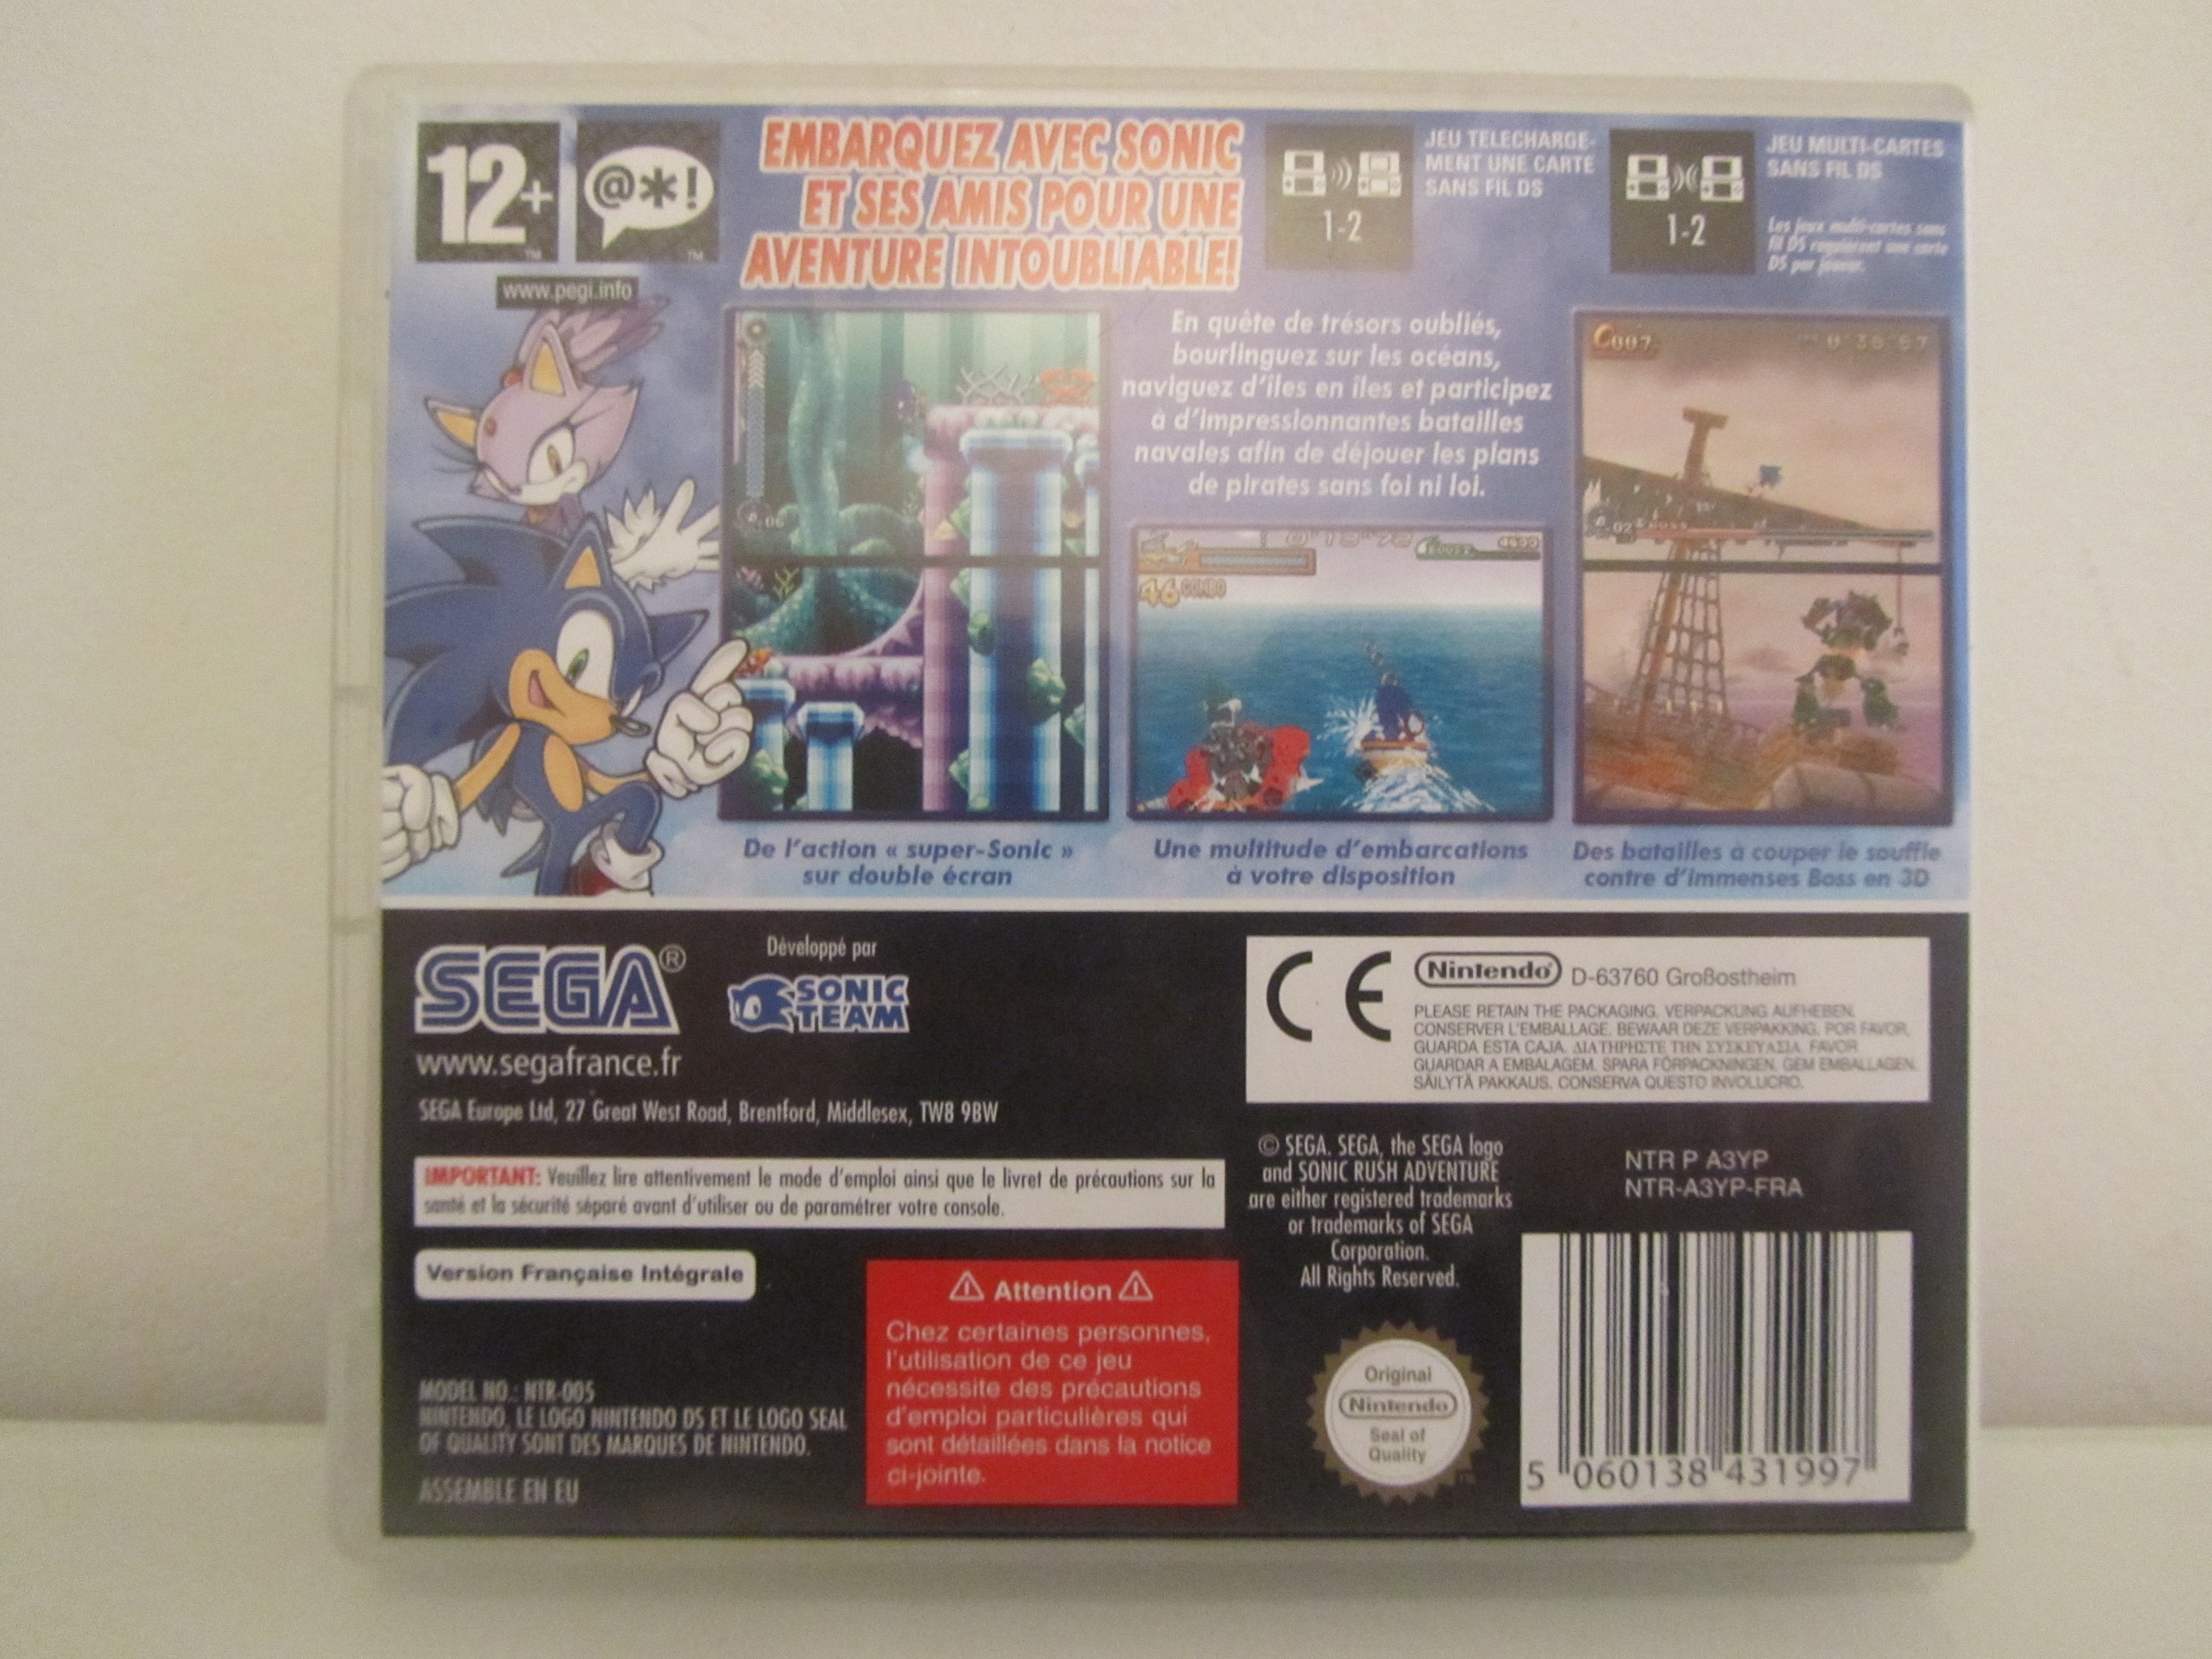 12+
™
@*!
™
www.pegi.info
EMBARQUEZ AVEC SONIC
ET SES AMIS POUR UNE
AVENTURE INTOUBLIABLE!
1-2
JEU TELECHARGE-
MENT UNE CARTE
SANS FIL DS
1-2
JEU MULTI-CARTES
SANS FIL DS
Les jeux multi-cartes sans
fil DS requierent une carte
DS par joueur.
En quête de trésors oubliés,
bourlinguez sur les océans,
naviguez d'îles en îles et participez
à d'impressionnantes batailles
navales afin de déjouer les plans
de pirates sans foi ni loi.
06
0'18"72
46 COMBO
007
0'38"67
02
BOSS
De l'action « super-Sonic »
sur double écran
Une multitude d'embarcations
à votre disposition
Des batailles à couper le souffle
contre d'immenses Boss en 3D
SEGA®
Développé par
SONIC
TEAM
www.segafrance.fr
SEGA Europe Ltd, 27 Great West Road, Brentford, Middlesex, TW8 9BW
IMPORTANT: Veuillez lire attentivement le mode d'emploi ainsi que le livret de précautions sur la
santé et la sécurité séparé avant d'utiliser ou de paramétrer votre console.
Version Française Intégrale
MODEL NO.: NTR-005
NINTENDO, LE LOGO NINTENDO DS ET LE LOGO SEAL
OF QUALITY SONT DES MARQUES DE NINTENDO.
ASSEMBLE EN EU
⚠ Attention ⚠
Chez certaines personnes,
l'utilisation de ce jeu
nécessite des précautions
d'emploi particulières qui
sont détaillées dans la notice
ci-jointe.
CE
Nintendo® D-63760 Großostheim
PLEASE RETAIN THE PACKAGING. VERPACKUNG AUFHEBEN.
CONSERVER L'EMBALLAGE. BEWAAR DEZE VERPAKKING. POR FAVOR,
GUARDA ESTA CAJA. ΔΙΑΤΗΡΗΣΤΕ ΤΗΝ ΣΥΣΚΕΥΑΣΙΑ. FAVOR
GUARDAR A EMBALAGEM. SPARA FÖRPACKNINGEN. GEM EMBALLAGEN.
SÄILYTÄ PAKKAUS. CONSERVA QUESTO INVOLUCRO.
© SEGA. SEGA, the SEGA logo
and SONIC RUSH ADVENTURE
are either registered trademarks
or trademarks of SEGA
Corporation.
All Rights Reserved.
NTR P A3YP
NTR-A3YP-FRA
Original
Nintendo
Seal of
Quality
5 060138 431997